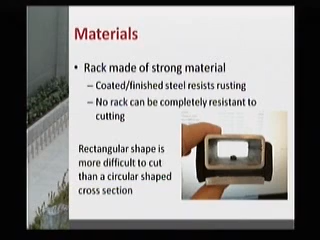 Materials
• Rack made of strong material
– Coated/finished steel resists rusting
– No rack can be completely resistant to
cutting
Rectangular shape is
more difficult to cut
than a circular shaped
cross section